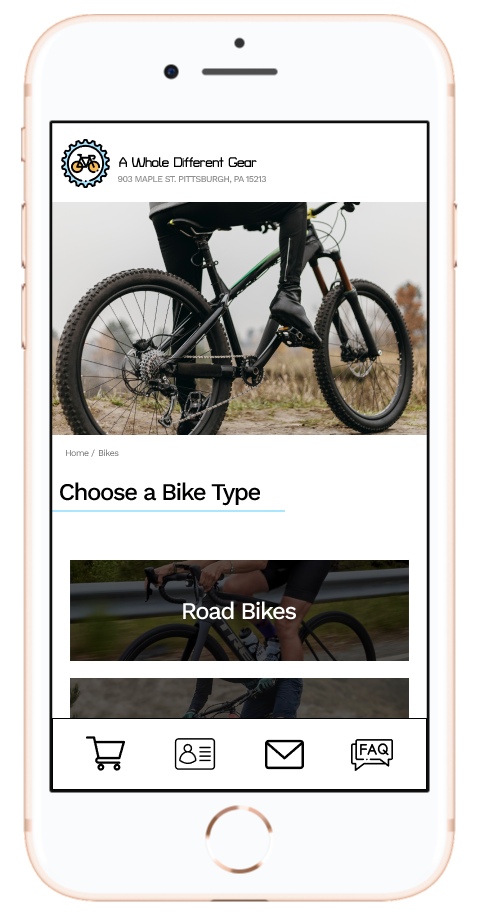 A Whole Different Gear
903 MAPLE ST. PITTSBURGH, PA 15213
Home / Bikes
Choose a Bike Type
Road Bikes
FAQ